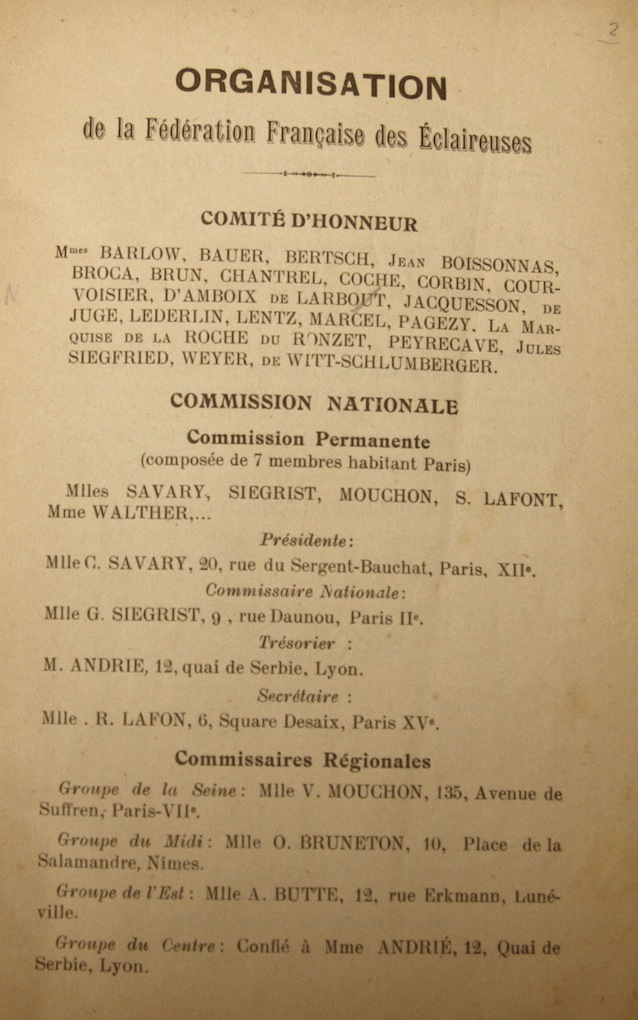 2
ORGANISATION
de la Fédération Française des Éclaireuses
COMITÉ D'HONNEUR
Mmes BARLOW, BAUER, BERTSCH, JEAN BOISSONNAS,
BROCA, BRUN, CHANTREL, COCHE, CORBIN, COUR-
VOISIER, D'AMBOIX DE LARBOUT, JACQUESSON, DE
JUGE, LEDERLIN, LENTZ, MARCEL, PAGEZY, LA MAR-
QUISE DE LA ROCHE DU RONZET, PEYRECAVE, JULES
SIEGFRIED, WEYER, DE WITT-SCHLUMBERGER.
COMMISSION NATIONALE
Commission Permanente
(composée de 7 membres habitant Paris)
Mlles SAVARY, SIEGRIST, MOUCHON, S. LAFONT,
Mme WALTHER,...
Présidente:
Mlle C. SAVARY, 20, rue du Sergent-Bauchat, Paris, XIIe.
Commissaire Nationale:
Mlle G. SIEGRIST, 9 , rue Daunou, Paris IIe.
Trésorier :
M. ANDRIE, 12, quai de Serbie, Lyon.
Secrétaire :
Mlle . R. LAFON, 6, Square Desaix, Paris XVe.
Commissaires Régionales
Groupe de la Seine: Mlle V. MOUCHON, 135, Avenue de
Suffren, Paris-VIIe.
Groupe du Midi: Mlle O. BRUNETON, 10, Place de la
Salamandre, Nîmes.
Groupe de l'Est: Mlle A. BUTTE, 12, rue Erkmann, Luné-
ville.
Groupe du Centre: Confié à Mme ANDRIÉ, 12, Quai de
Serbie, Lyon.